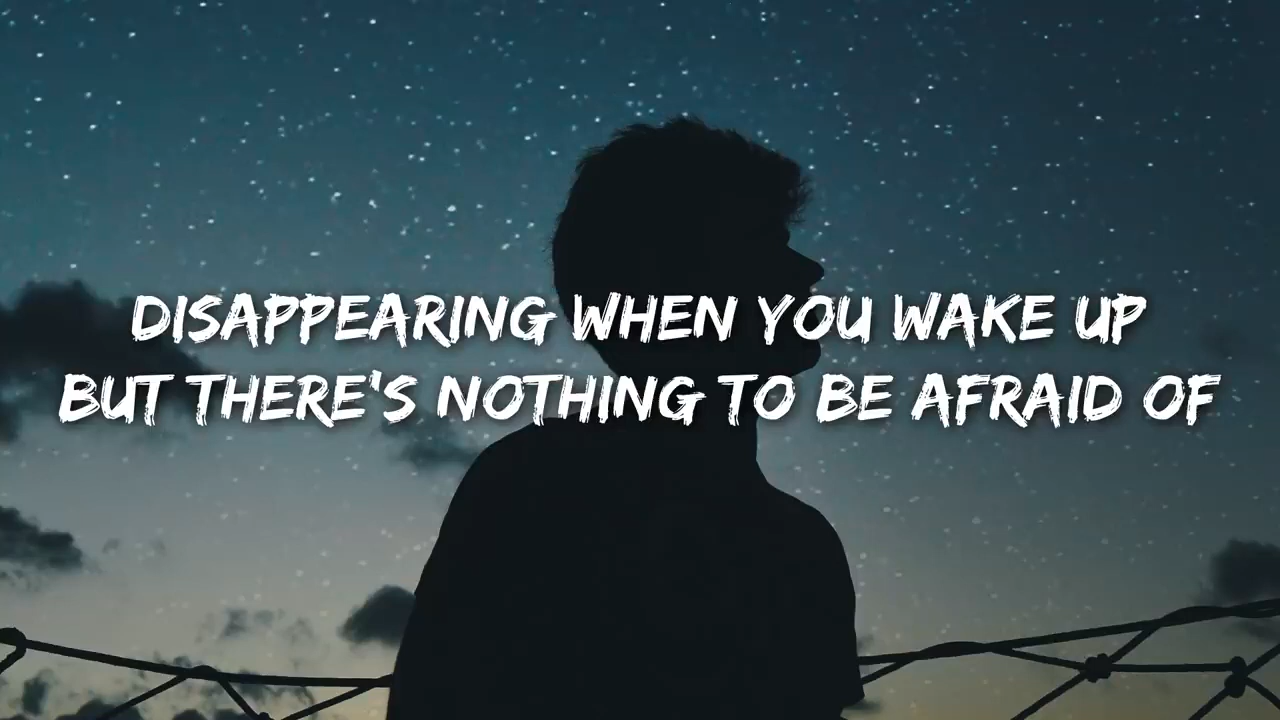 DISAPPEARING WHEN YOU WAKE UP
BUT THERE'S NOTHING TO BE AFRAID OF